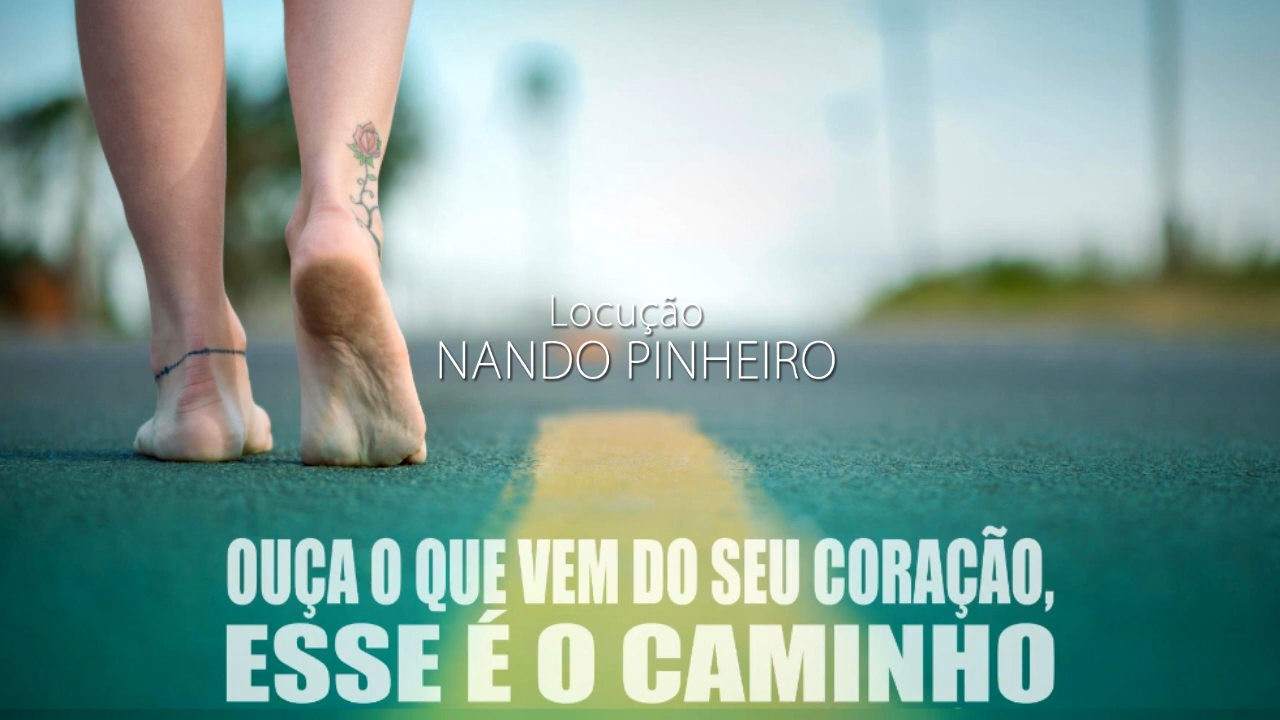 Locução
NANDO PINHEIRO
OUÇA O QUE VEM DO SEU CORAÇÃO,
ESSE É O CAMINHO